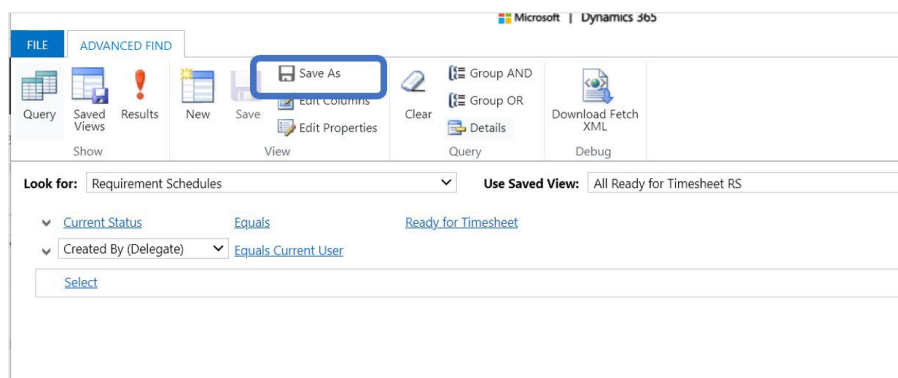 Microsoft | Dynamics 365
FILE ADVANCED FIND
Query
Saved Views
Results
New
Save
Save As
Edit Columns
Edit Properties
Clear
Group AND
Group OR
Details
Download Fetch XML
Show View Query Debug
Look for: Requirement Schedules Use Saved View: All Ready for Timesheet RS
Current Status Equals Ready for Timesheet
Created By (Delegate) Equals Current User
Select